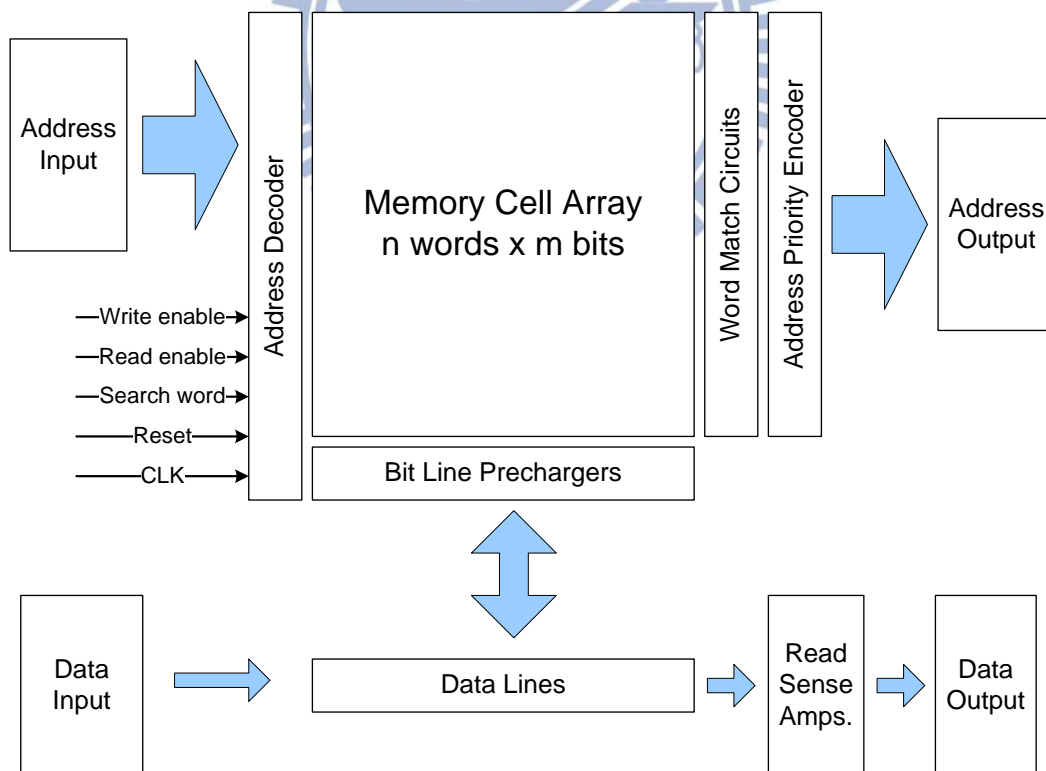 Address
Input
Address Decoder
Memory Cell Array
n words x m bits
Word Match Circuits
Address Priority Encoder
Address
Output
Write enable
Read enable
Search word
Reset
CLK
Bit Line Prechargers
Data
Input
Data Lines
Read
Sense
Amps.
Data
Output